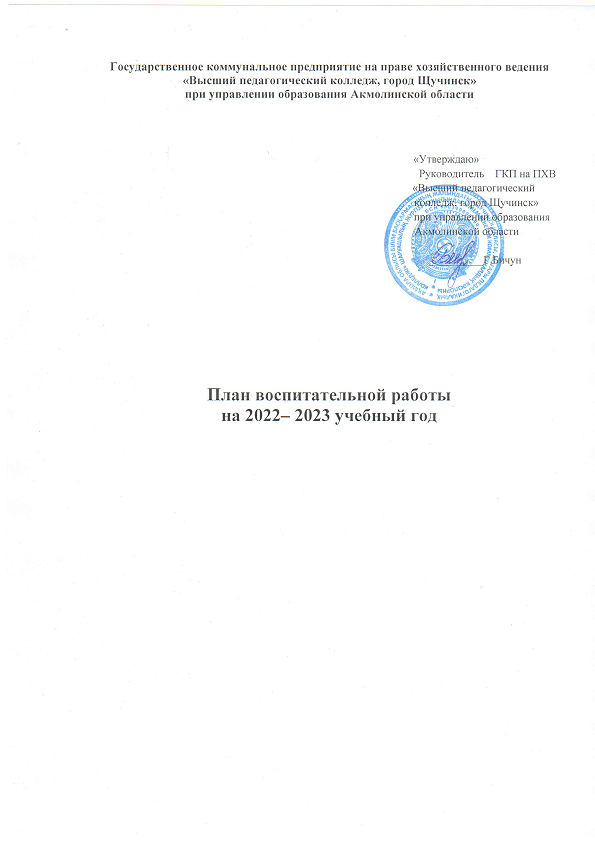 Государственное коммунальное предприятие на праве хозяйственного ведения
«Высший педагогический колледж, город Щучинск»
при управлении образования Акмолинской области
«Утверждаю»
Руководитель ГКП на ПХВ
«Высший педагогический
колледж, город Щучинск»
при управлении образования
Акмолинской области
Г.Бичун
План воспитательной работы
на 2022– 2023 учебный год